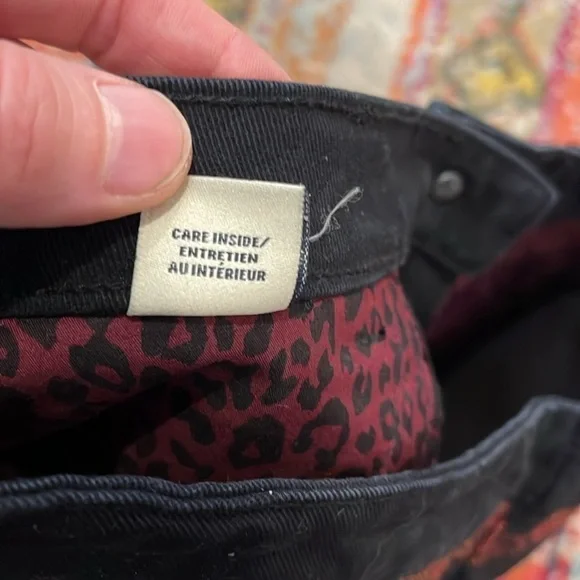 CARE INSIDE/
ENTRETIEN
AU INTÉRIEUR